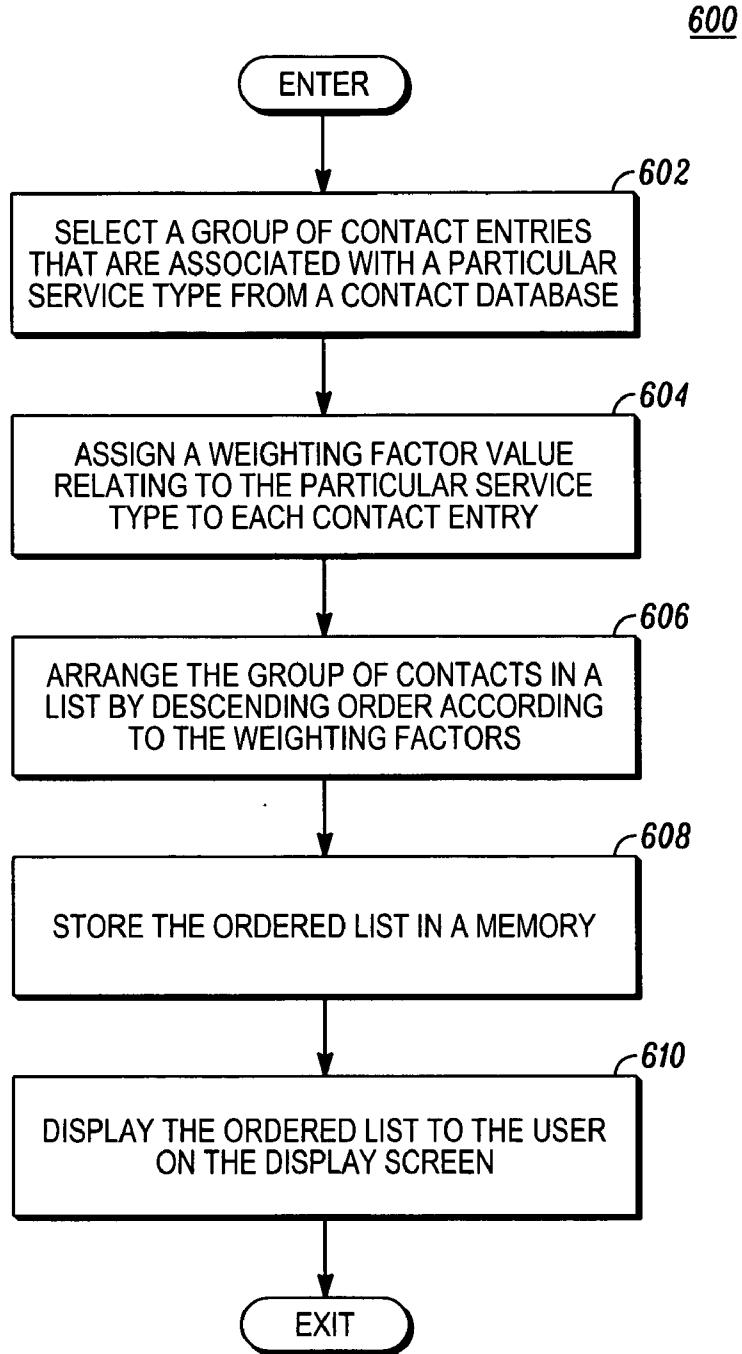 600
ENTER
602
SELECT A GROUP OF CONTACT ENTRIES
THAT ARE ASSOCIATED WITH A PARTICULAR
SERVICE TYPE FROM A CONTACT DATABASE
604
ASSIGN A WEIGHTING FACTOR VALUE
RELATING TO THE PARTICULAR SERVICE
TYPE TO EACH CONTACT ENTRY
606
ARRANGE THE GROUP OF CONTACTS IN A
LIST BY DESCENDING ORDER ACCORDING
TO THE WEIGHTING FACTORS
608
STORE THE ORDERED LIST IN A MEMORY
610
DISPLAY THE ORDERED LIST TO THE USER
ON THE DISPLAY SCREEN
EXIT